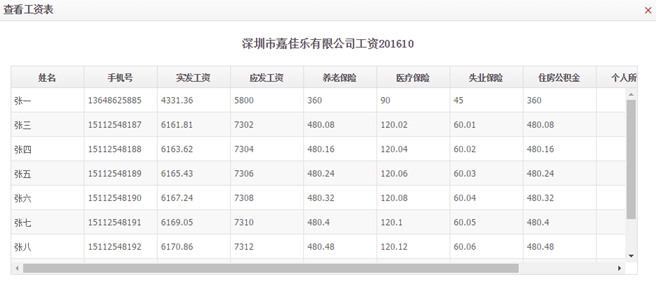 查看工资表
深圳市嘉佳乐有限公司工资201610
姓名 手机号 实发工资 应发工资 养老保险 医疗保险 失业保险 住房公积金 个人所
张一 13648625885 4331.36 5800 360 90 45 360
张三 15112548187 6161.81 7302 480.08 120.02 60.01 480.08
张四 15112548188 6163.62 7304 480.16 120.04 60.02 480.16
张五 15112548189 6165.43 7306 480.24 120.06 60.03 480.24
张六 15112548190 6167.24 7308 480.32 120.08 60.04 480.32
张七 15112548191 6169.05 7310 480.4 120.1 60.05 480.4
张八 15112548192 6170.86 7312 480.48 120.12 60.06 480.48